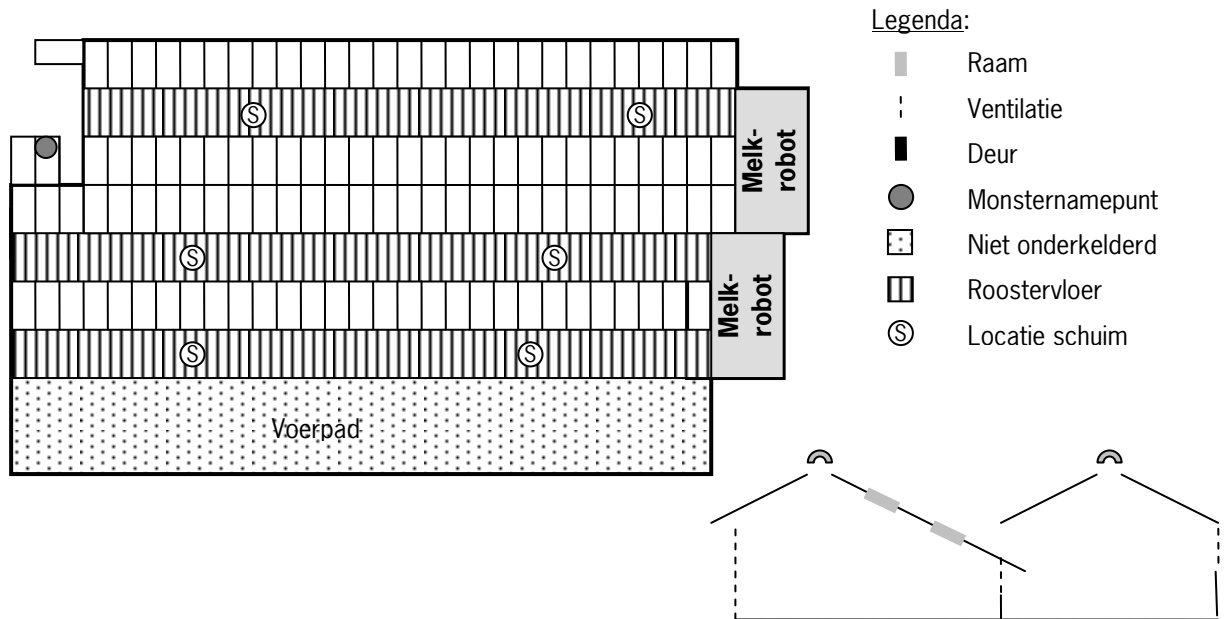 Legenda:
Raam
Ventilatie
Deur
Monsternamepunt
Niet onderkelderd
Roostervloer
S Locatie schuim
S
S
Melk-
robot
S
S
Melk-
robot
S
S
Voerpad